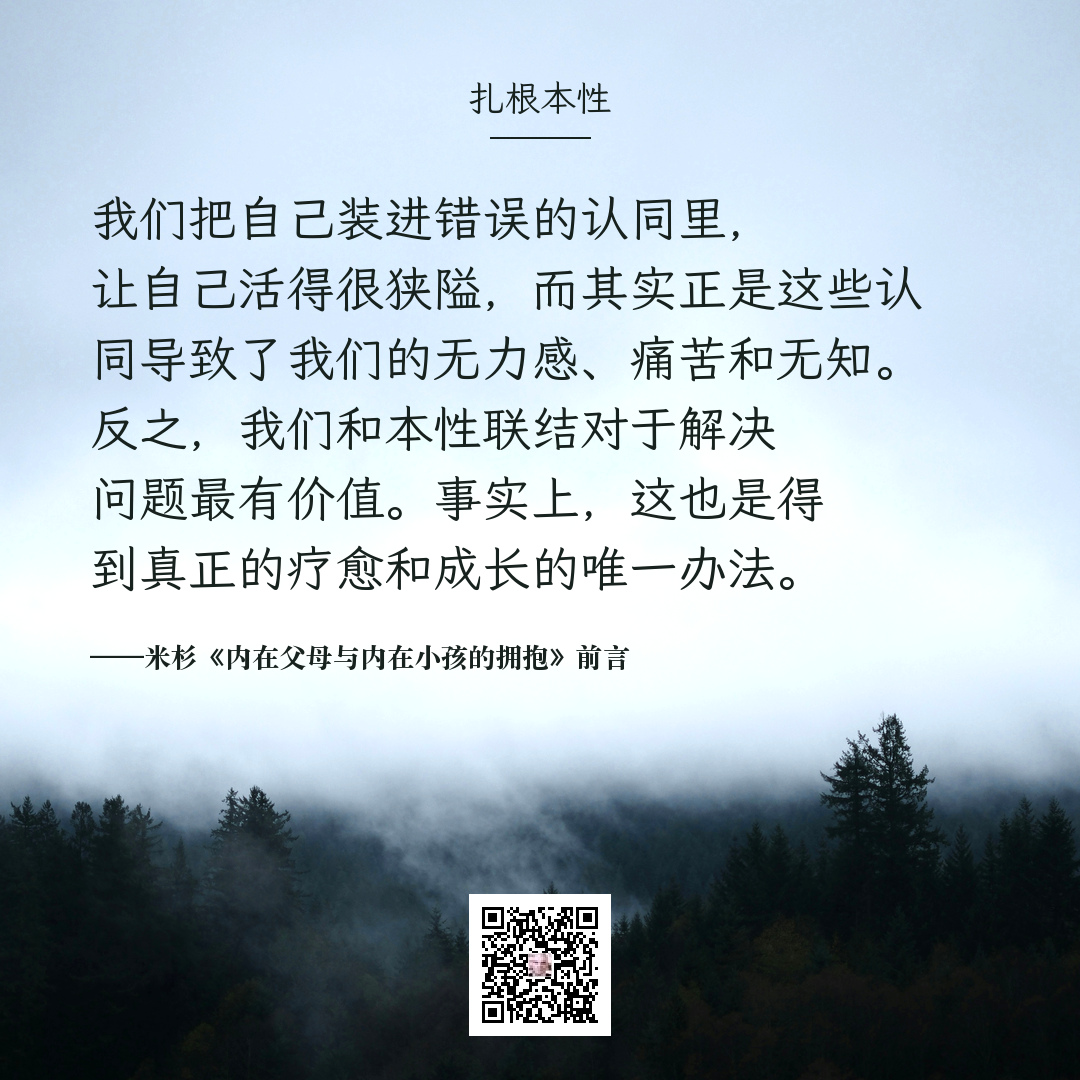 扎根本性
我们把自己装进错误的认同里，
让自己活得很狭隘，而其实正是这些认
同导致了我们的无力感、痛苦和无知。
反之，我们和本性联结对于解决
问题最有价值。事实上，这也是得
到真正的疗愈和成长的唯一办法。
——米杉《内在父母与内在小孩的拥抱》前言